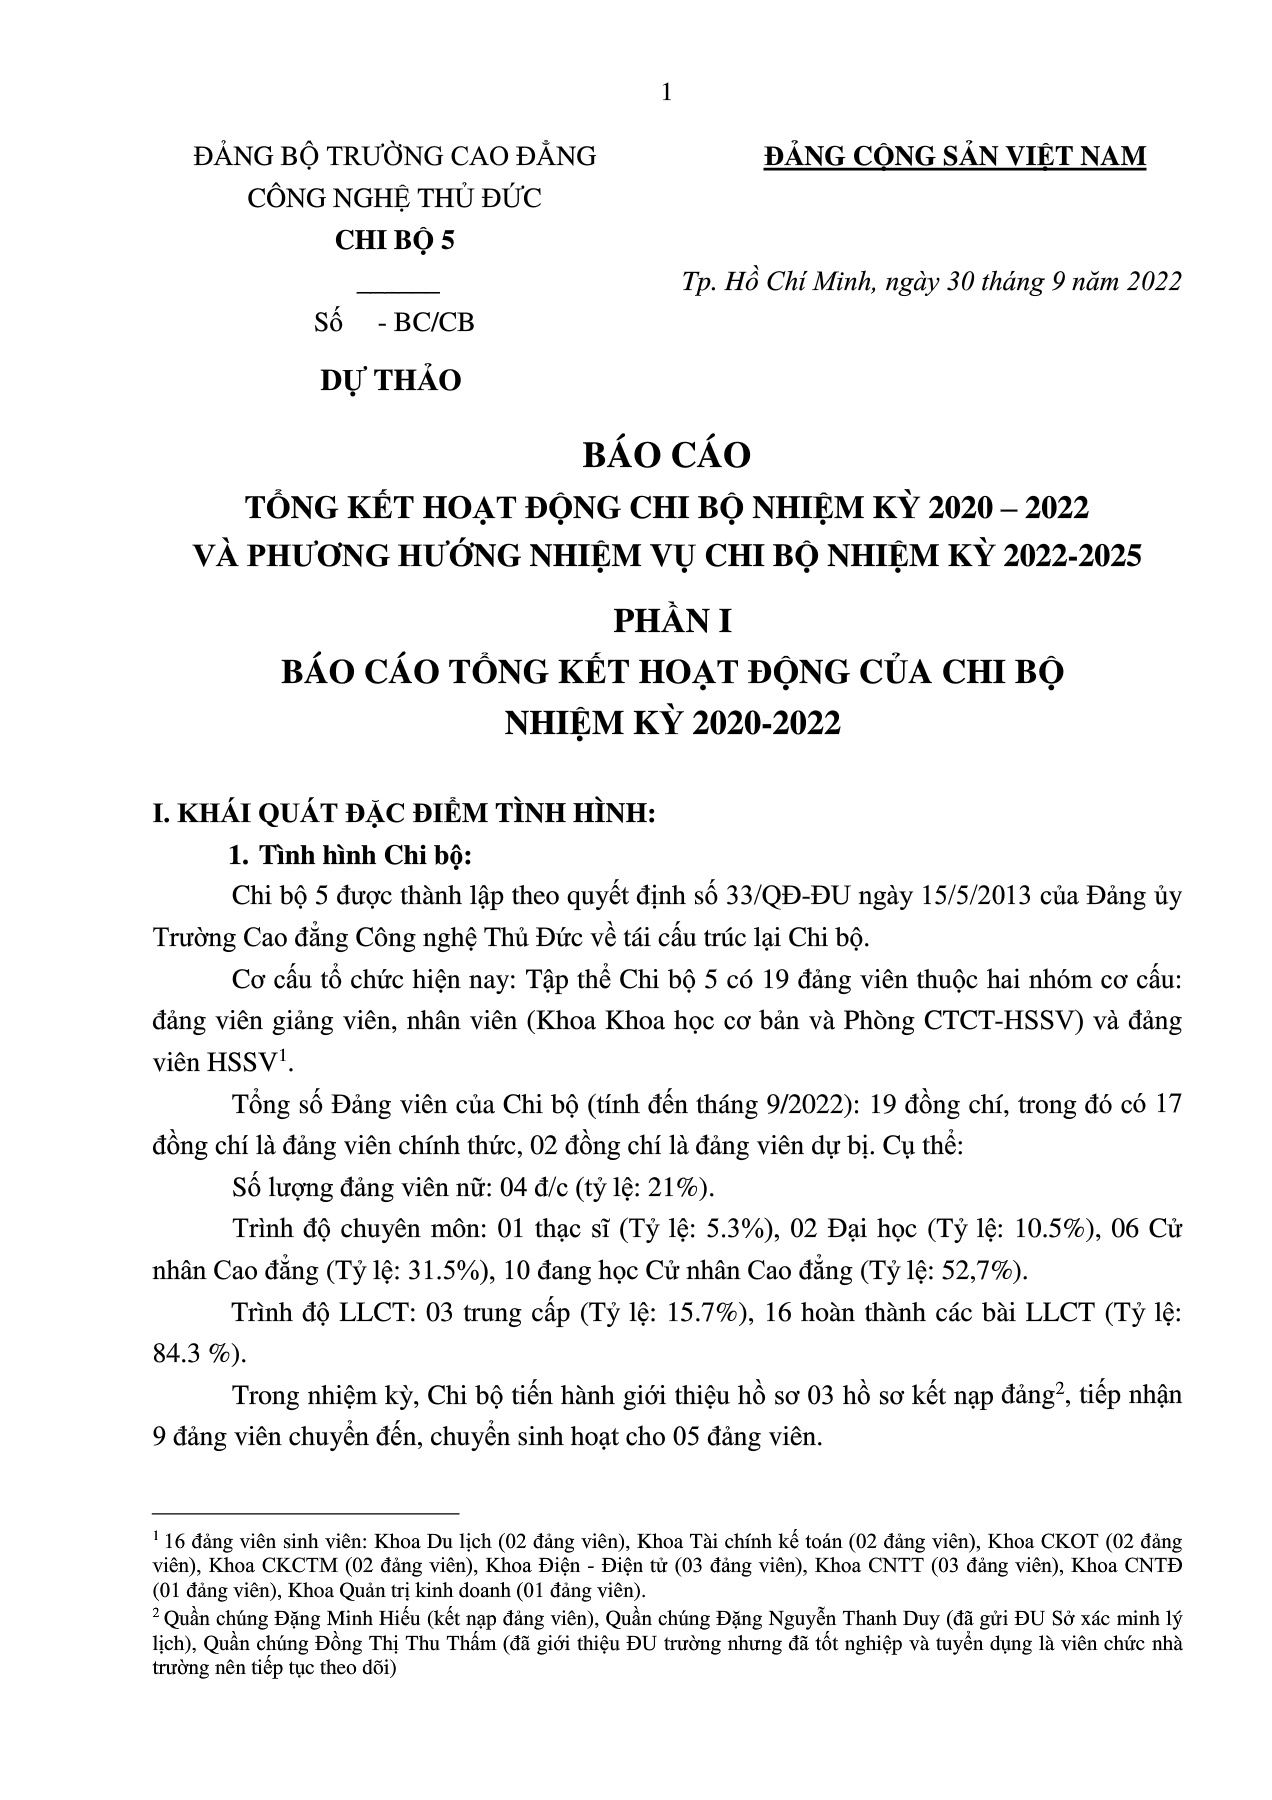 1
ĐẢNG BỘ TRƯỜNG CAO ĐẲNG
CÔNG NGHỆ THỦ ĐỨC
CHI BỘ 5
Số - BC/CB
DỰ THẢO
ĐẢNG CỘNG SẢN VIỆT NAM
Tp. Hồ Chí Minh, ngày 30 tháng 9 năm 2022
BÁO CÁO
TỔNG KẾT HOẠT ĐỘNG CHI BỘ NHIỆM KỲ 2020 – 2022
VÀ PHƯƠNG HƯỚNG NHIỆM VỤ CHI BỘ NHIỆM KỲ 2022-2025
PHẦN I
BÁO CÁO TỔNG KẾT HOẠT ĐỘNG CỦA CHI BỘ
NHIỆM KỲ 2020-2022
I. KHÁI QUÁT ĐẶC ĐIỂM TÌNH HÌNH:
1. Tình hình Chi bộ:
Chi bộ 5 được thành lập theo quyết định số 33/QĐ-ĐU ngày 15/5/2013 của Đảng ủy
Trường Cao đẳng Công nghệ Thủ Đức về tái cấu trúc lại Chi bộ.
Cơ cấu tổ chức hiện nay: Tập thể Chi bộ 5 có 19 đảng viên thuộc hai nhóm cơ cấu:
đảng viên giảng viên, nhân viên (Khoa Khoa học cơ bản và Phòng CTCT-HSSV) và đảng
viên HSSV¹.
Tổng số Đảng viên của Chi bộ (tính đến tháng 9/2022): 19 đồng chí, trong đó có 17
đồng chí là đảng viên chính thức, 02 đồng chí là đảng viên dự bị. Cụ thể:
Số lượng đảng viên nữ: 04 đ/c (tỷ lệ: 21%).
Trình độ chuyên môn: 01 thạc sĩ (Tỷ lệ: 5.3%), 02 Đại học (Tỷ lệ: 10.5%), 06 Cử
nhân Cao đẳng (Tỷ lệ: 31.5%), 10 đang học Cử nhân Cao đẳng (Tỷ lệ: 52,7%).
Trình độ LLCT: 03 trung cấp (Tỷ lệ: 15.7%), 16 hoàn thành các bài LLCT (Tỷ lệ:
84.3 %).
Trong nhiệm kỳ, Chi bộ tiến hành giới thiệu hồ sơ 03 hồ sơ kết nạp đảng², tiếp nhận
9 đảng viên chuyển đến, chuyển sinh hoạt cho 05 đảng viên.
¹ 16 đảng viên sinh viên: Khoa Du lịch (02 đảng viên), Khoa Tài chính kế toán (02 đảng viên), Khoa CKOT (02 đảng
viên), Khoa CKCTM (02 đảng viên), Khoa Điện - Điện tử (03 đảng viên), Khoa CNTT (03 đảng viên), Khoa CNTĐ
(01 đảng viên), Khoa Quản trị kinh doanh (01 đảng viên).
² Quần chúng Đặng Minh Hiếu (kết nạp đảng viên), Quần chúng Đặng Nguyễn Thanh Duy (đã gửi ĐU Sở xác minh lý
lịch), Quần chúng Đồng Thị Thu Thấm (đã giới thiệu ĐU trường nhưng đã tốt nghiệp và tuyển dụng là viên chức nhà
trường nên tiếp tục theo dõi)